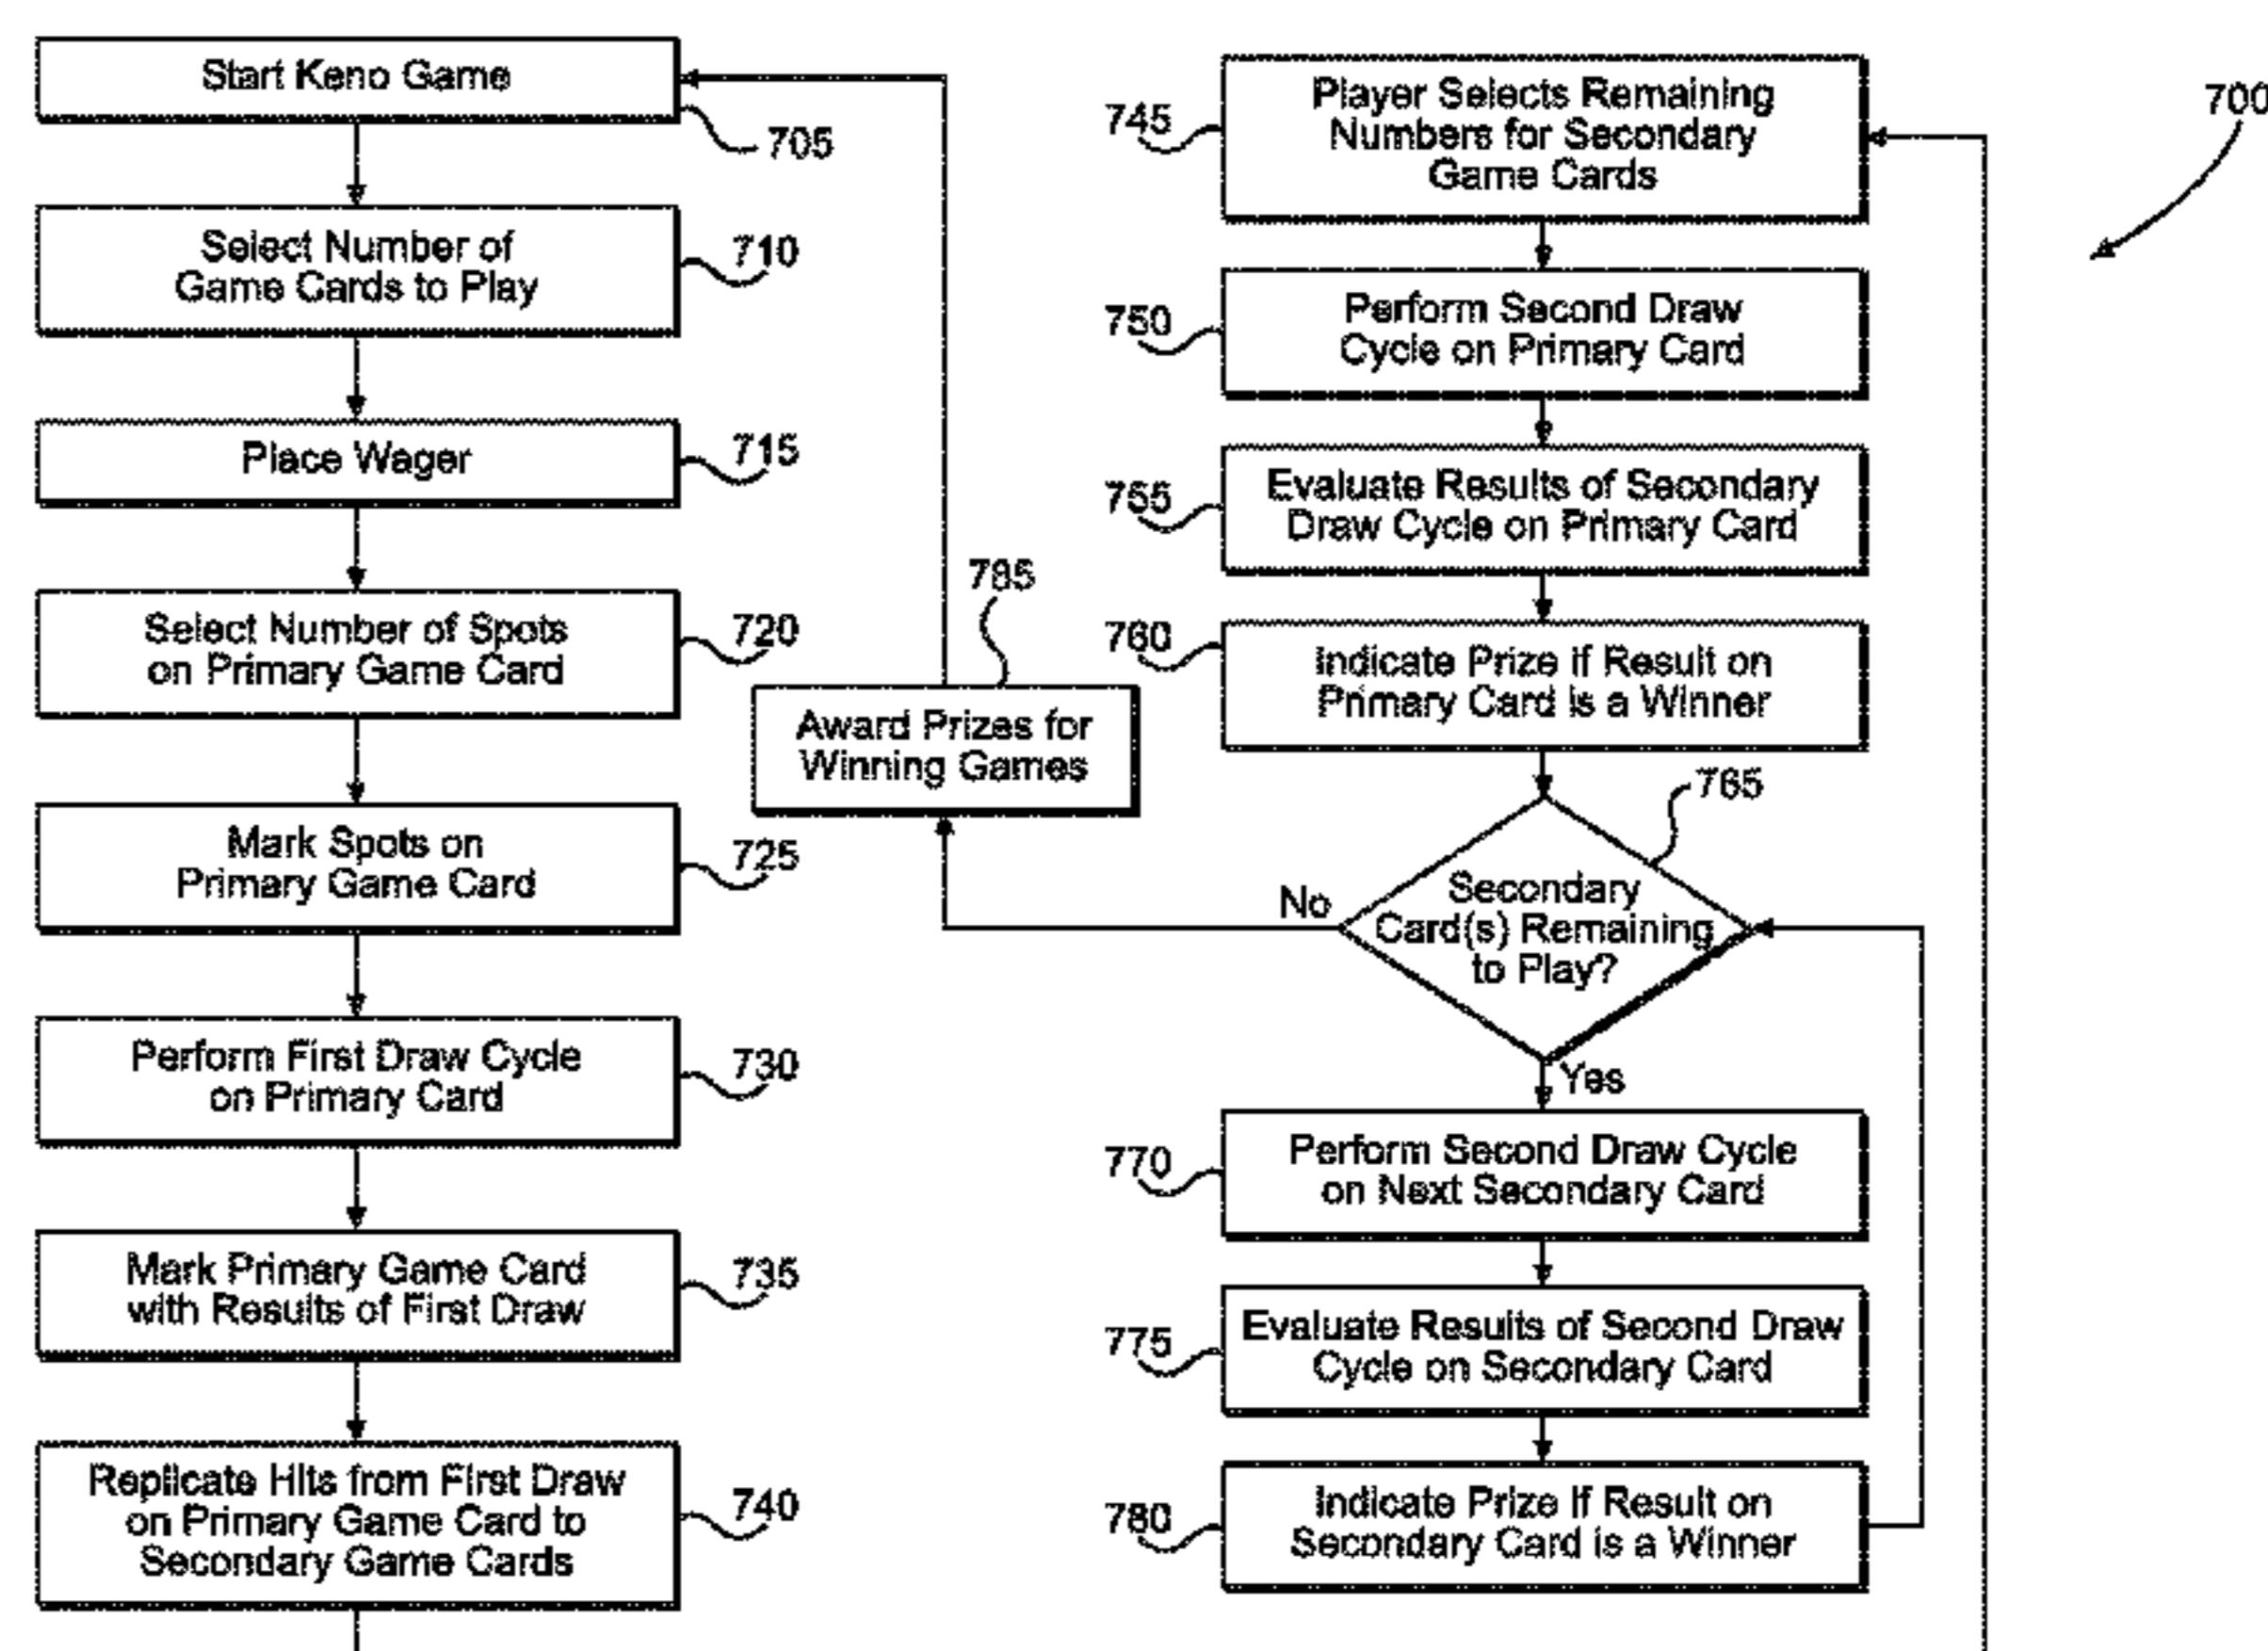 Start Keno Game
705
Select Number of
Game Cards to Play
710
Place Wager
715
Select Number of Spots
on Primary Game Card
720
Mark Spots on
Primary Game Card
725
Perform First Draw Cycle
on Primary Card
730
Mark Primary Game Card
with Results of First Draw
735
Replicate Hits from First Draw
on Primary Game Card to
Secondary Game Cards
740
785
Award Prizes for
Winning Games
745
Player Selects Remaining
Numbers for Secondary
Game Cards
750
Perform Second Draw
Cycle on Primary Card
755
Evaluate Results of Secondary
Draw Cycle on Primary Card
760
Indicate Prize if Result on
Primary Card is a Winner
765
Secondary
Card(s) Remaining
to Play?
No
Yes
770
Perform Second Draw Cycle
on Next Secondary Card
775
Evaluate Results of Second Draw
Cycle on Secondary Card
780
Indicate Prize if Result on
Secondary Card is a Winner
700